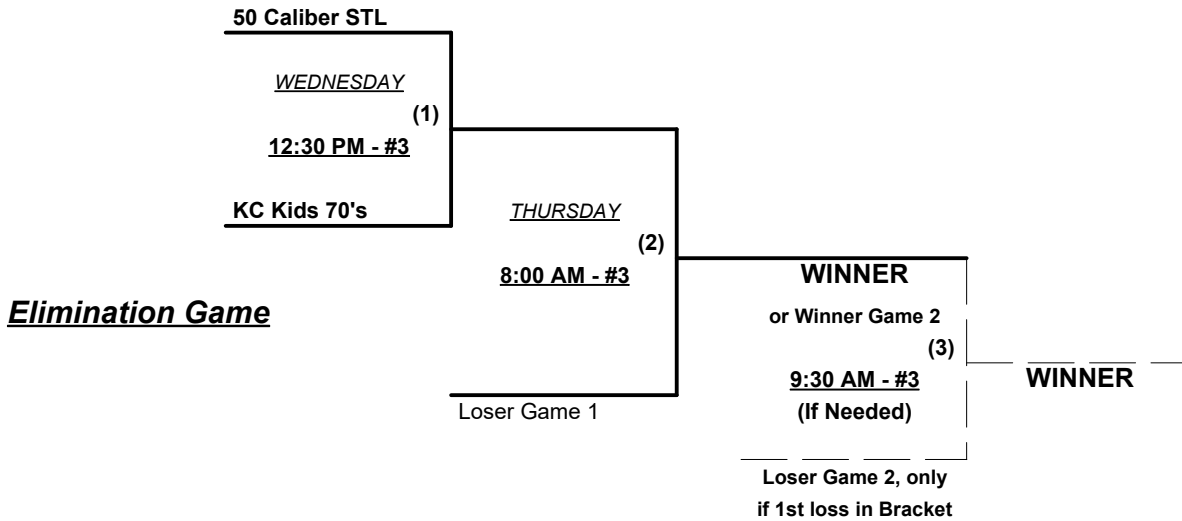 50 Caliber STL
WEDNESDAY
(1)
12:30 PM - #3
KC Kids 70's
THURSDAY
(2)
8:00 AM - #3
WINNER
Elimination Game
or Winner Game 2
(3)
9:30 AM - #3
WINNER
(If Needed)
Loser Game 1
Loser Game 2, only
if 1st loss in Bracket